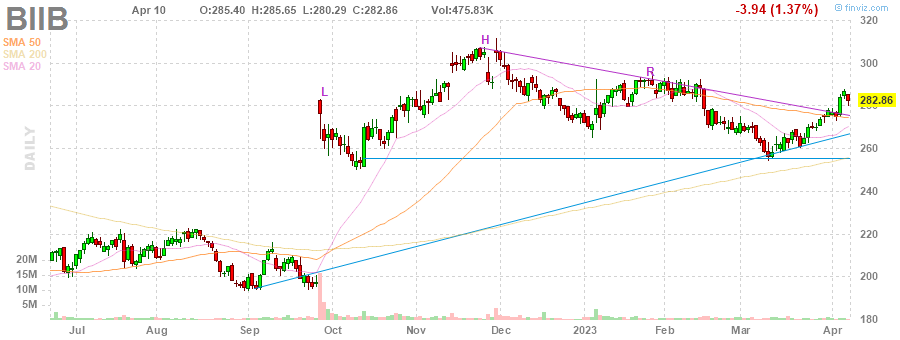 BIIB Apr 10 O:285.40 H:285.65 L:280.29 C:282.86 Vol:475.83K -3.94 (1.37%) finviz.com
SMA 50
SMA 200
SMA 20
DAILY
320
300
282.86
280
260
240
220
200
180
20M
15M
10M
5M
L
H
R
Jul Aug Sep Oct Nov Dec 2023 Feb Mar Apr